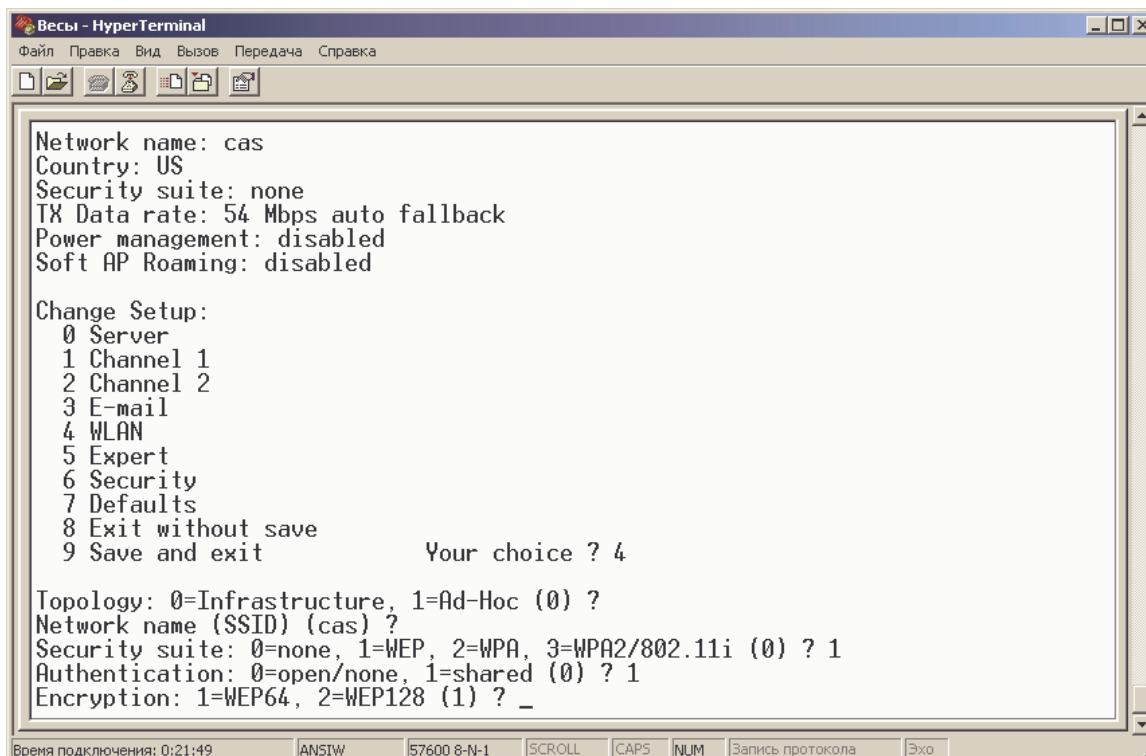 Весы - HyperTerminal
Файл Правка Вид Вызов Передача Справка
Network name: cas
Country: US
Security suite: none
TX Data rate: 54 Mbps auto fallback
Power management: disabled
Soft AP Roaming: disabled
Change Setup:
0 Server
1 Channel 1
2 Channel 2
3 E-mail
4 WLAN
5 Expert
6 Security
7 Defaults
8 Exit without save
9 Save and exit Your choice ? 4
Topology: 0=Infrastructure, 1=Ad-Hoc (0) ?
Network name (SSID) (cas) ?
Security suite: 0=none, 1=WEP, 2=WPA, 3=WPA2/802.11i (0) ? 1
Authentication: 0=open/none, 1=shared (0) ? 1
Encryption: 1=WEP64, 2=WEP128 (1) ? _
Время подключения: 0:21:49 ANSIW 57600 8-N-1 SCROLL CAPS NUM Запись протокола Эхо